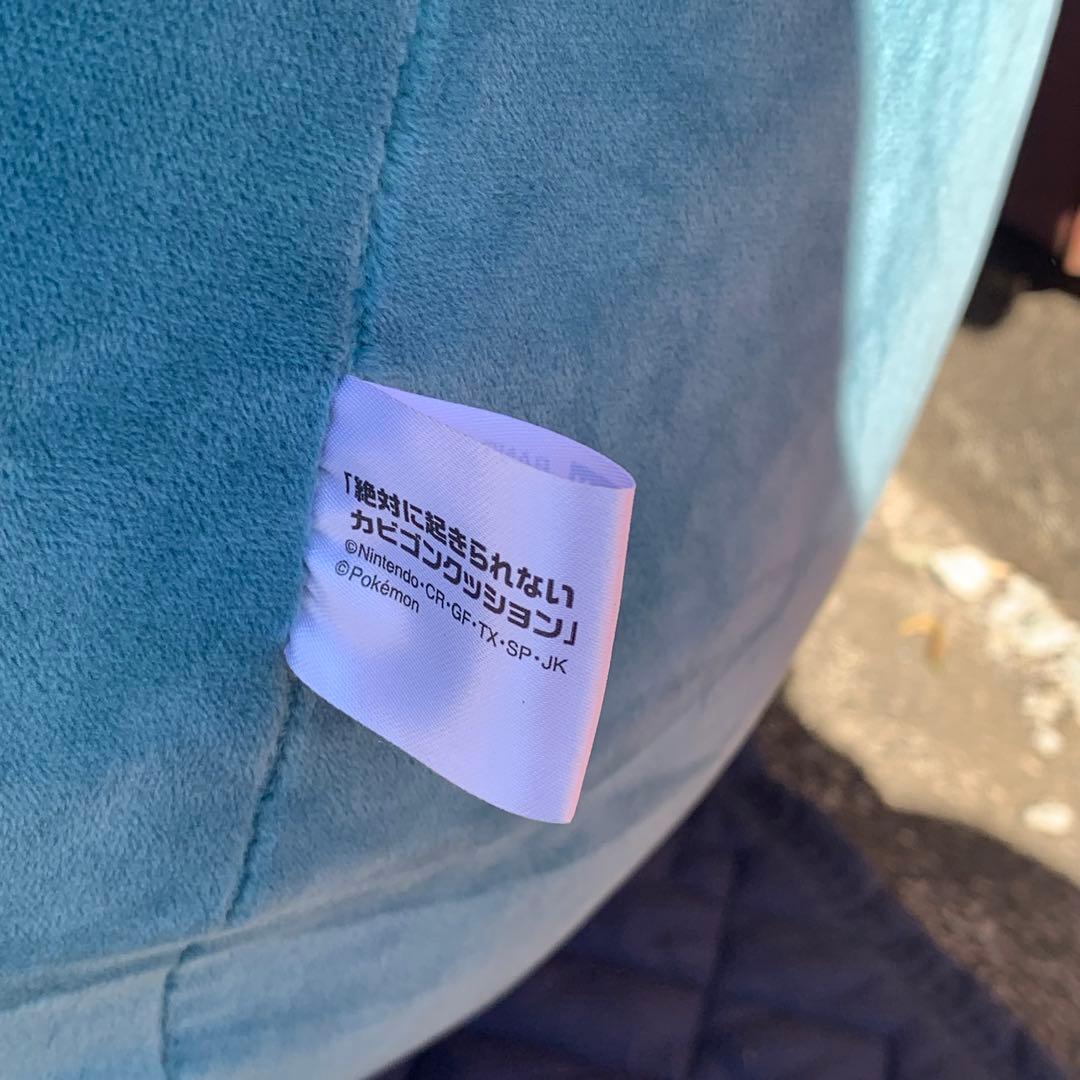 「絶対に起きられない
カビゴンクッション」
©Nintendo・CR・GF・TX・SP・JK
©Pokémon